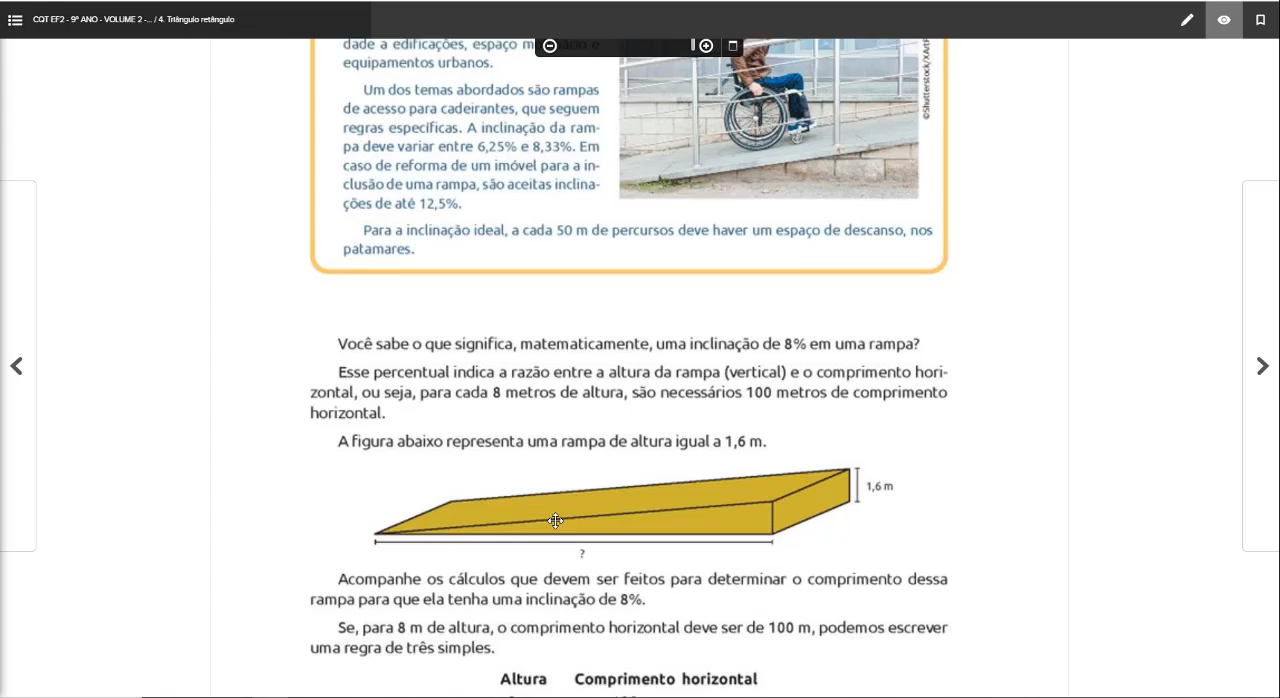 CQT EF2 - 9º ANO - VOLUME 2 -... / 4. Triângulo retângulo
dade a edificações, espaço e
equipamentos urbanos.
Um dos temas abordados são rampas
de acesso para cadeirantes, que seguem
regras específicas. A inclinação da ram-
pa deve variar entre 6,25% e 8,33%. Em
caso de reforma de um imóvel para a in-
clusão de uma rampa, são aceitas inclina-
ções de até 12,5%.
Para a inclinação ideal, a cada 50 m de percursos deve haver um espaço de descanso, nos
patamares.
Você sabe o que significa, matematicamente, uma inclinação de 8% em uma rampa?
Esse percentual indica a razão entre a altura da rampa (vertical) e o comprimento hori-
zontal, ou seja, para cada 8 metros de altura, são necessários 100 metros de comprimento
horizontal.
A figura abaixo representa uma rampa de altura igual a 1,6 m.
1,6 m
?
Acompanhe os cálculos que devem ser feitos para determinar o comprimento dessa
rampa para que ela tenha uma inclinação de 8%.
Se, para 8 m de altura, o comprimento horizontal deve ser de 100 m, podemos escrever
uma regra de três simples.
Altura Comprimento horizontal